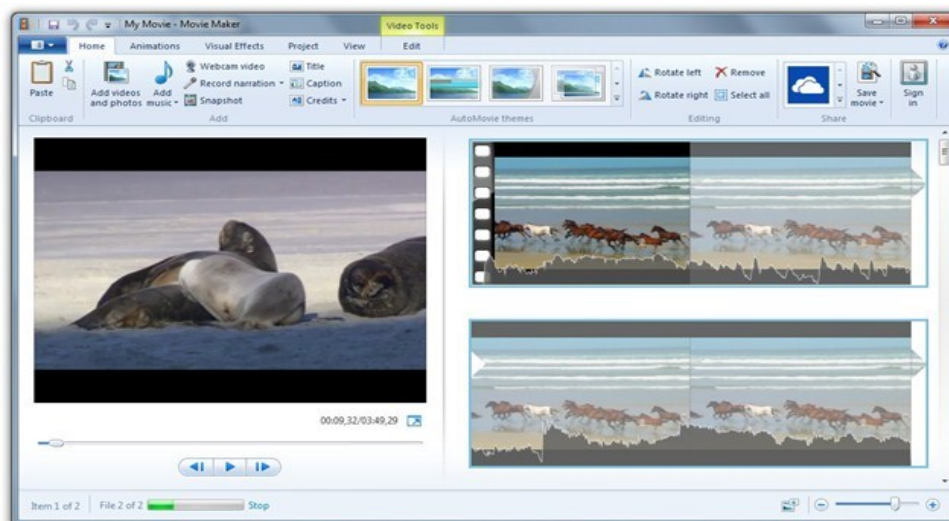 My Movie - Movie Maker
Video Tools
Home Animations Visual Effects Project View Edit
Paste
Add videos and photos
Add music
Webcam video
Record narration
Snapshot
Title
Caption
Credits
Rotate left
Rotate right
Remove
Select all
Save movie
Sign in
Clipboard Add AutoMovie themes Editing Share
00:09,32/03:49,29
Item 1 of 2 File 2 of 2 Stop